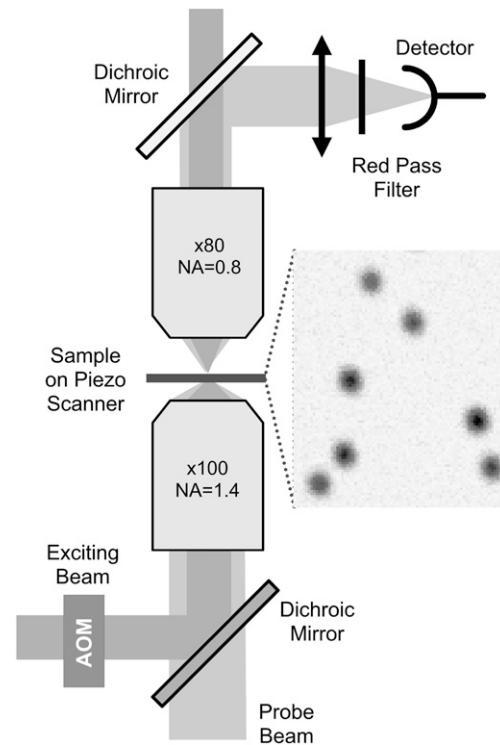 Dichroic
Mirror
Detector
Red Pass
Filter
x80
NA=0.8
Sample
on Piezo
Scanner
x100
NA=1.4
Exciting
Beam
AOM
Dichroic
Mirror
Probe
Beam